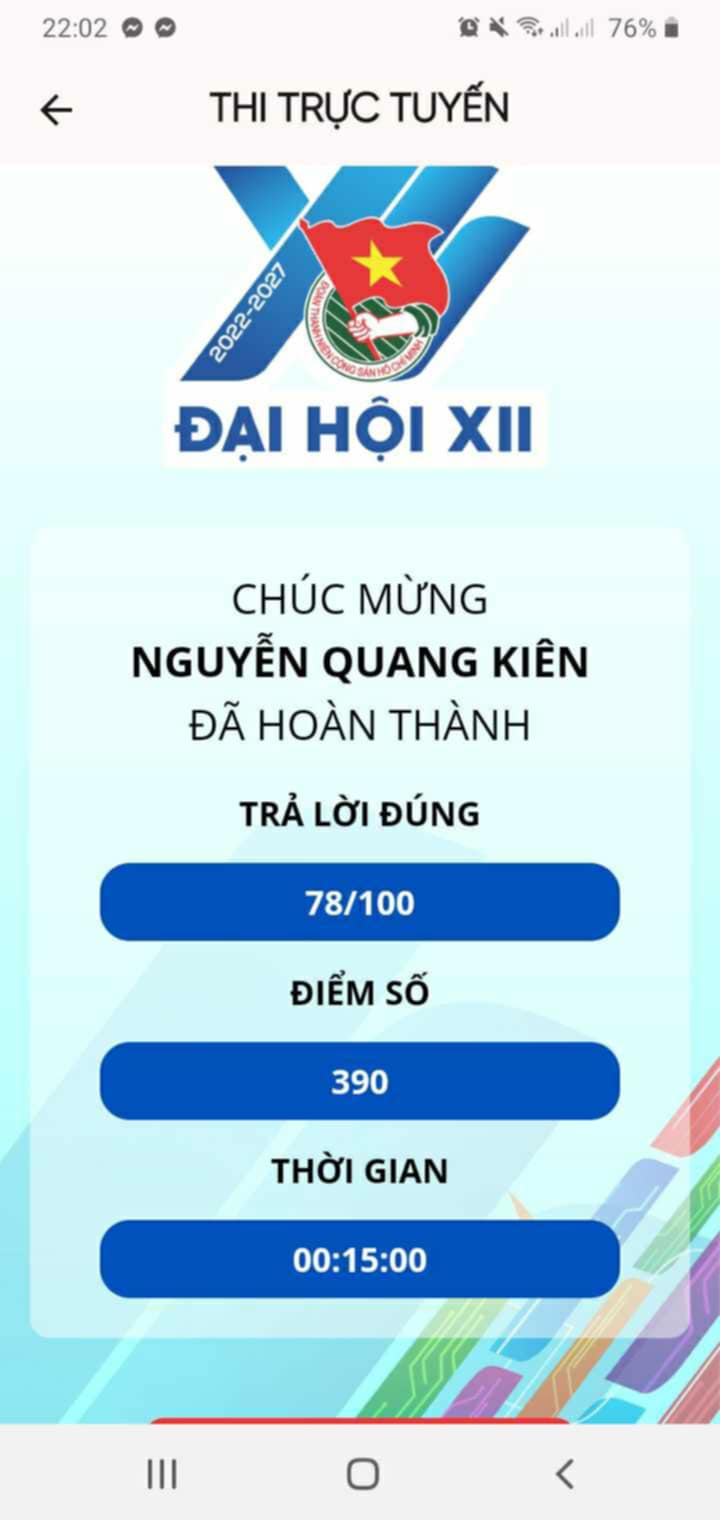 22:02
76%
THI TRỰC TUYẾN
2022-2027
ĐOÀN THANH NIÊN CỘNG SẢN HỒ CHÍ MINH
ĐẠI HỘI XII
CHÚC MỪNG
NGUYỄN QUANG KIÊN
ĐÃ HOÀN THÀNH
TRẢ LỜI ĐÚNG
78/100
ĐIỂM SỐ
390
THỜI GIAN
00:15:00